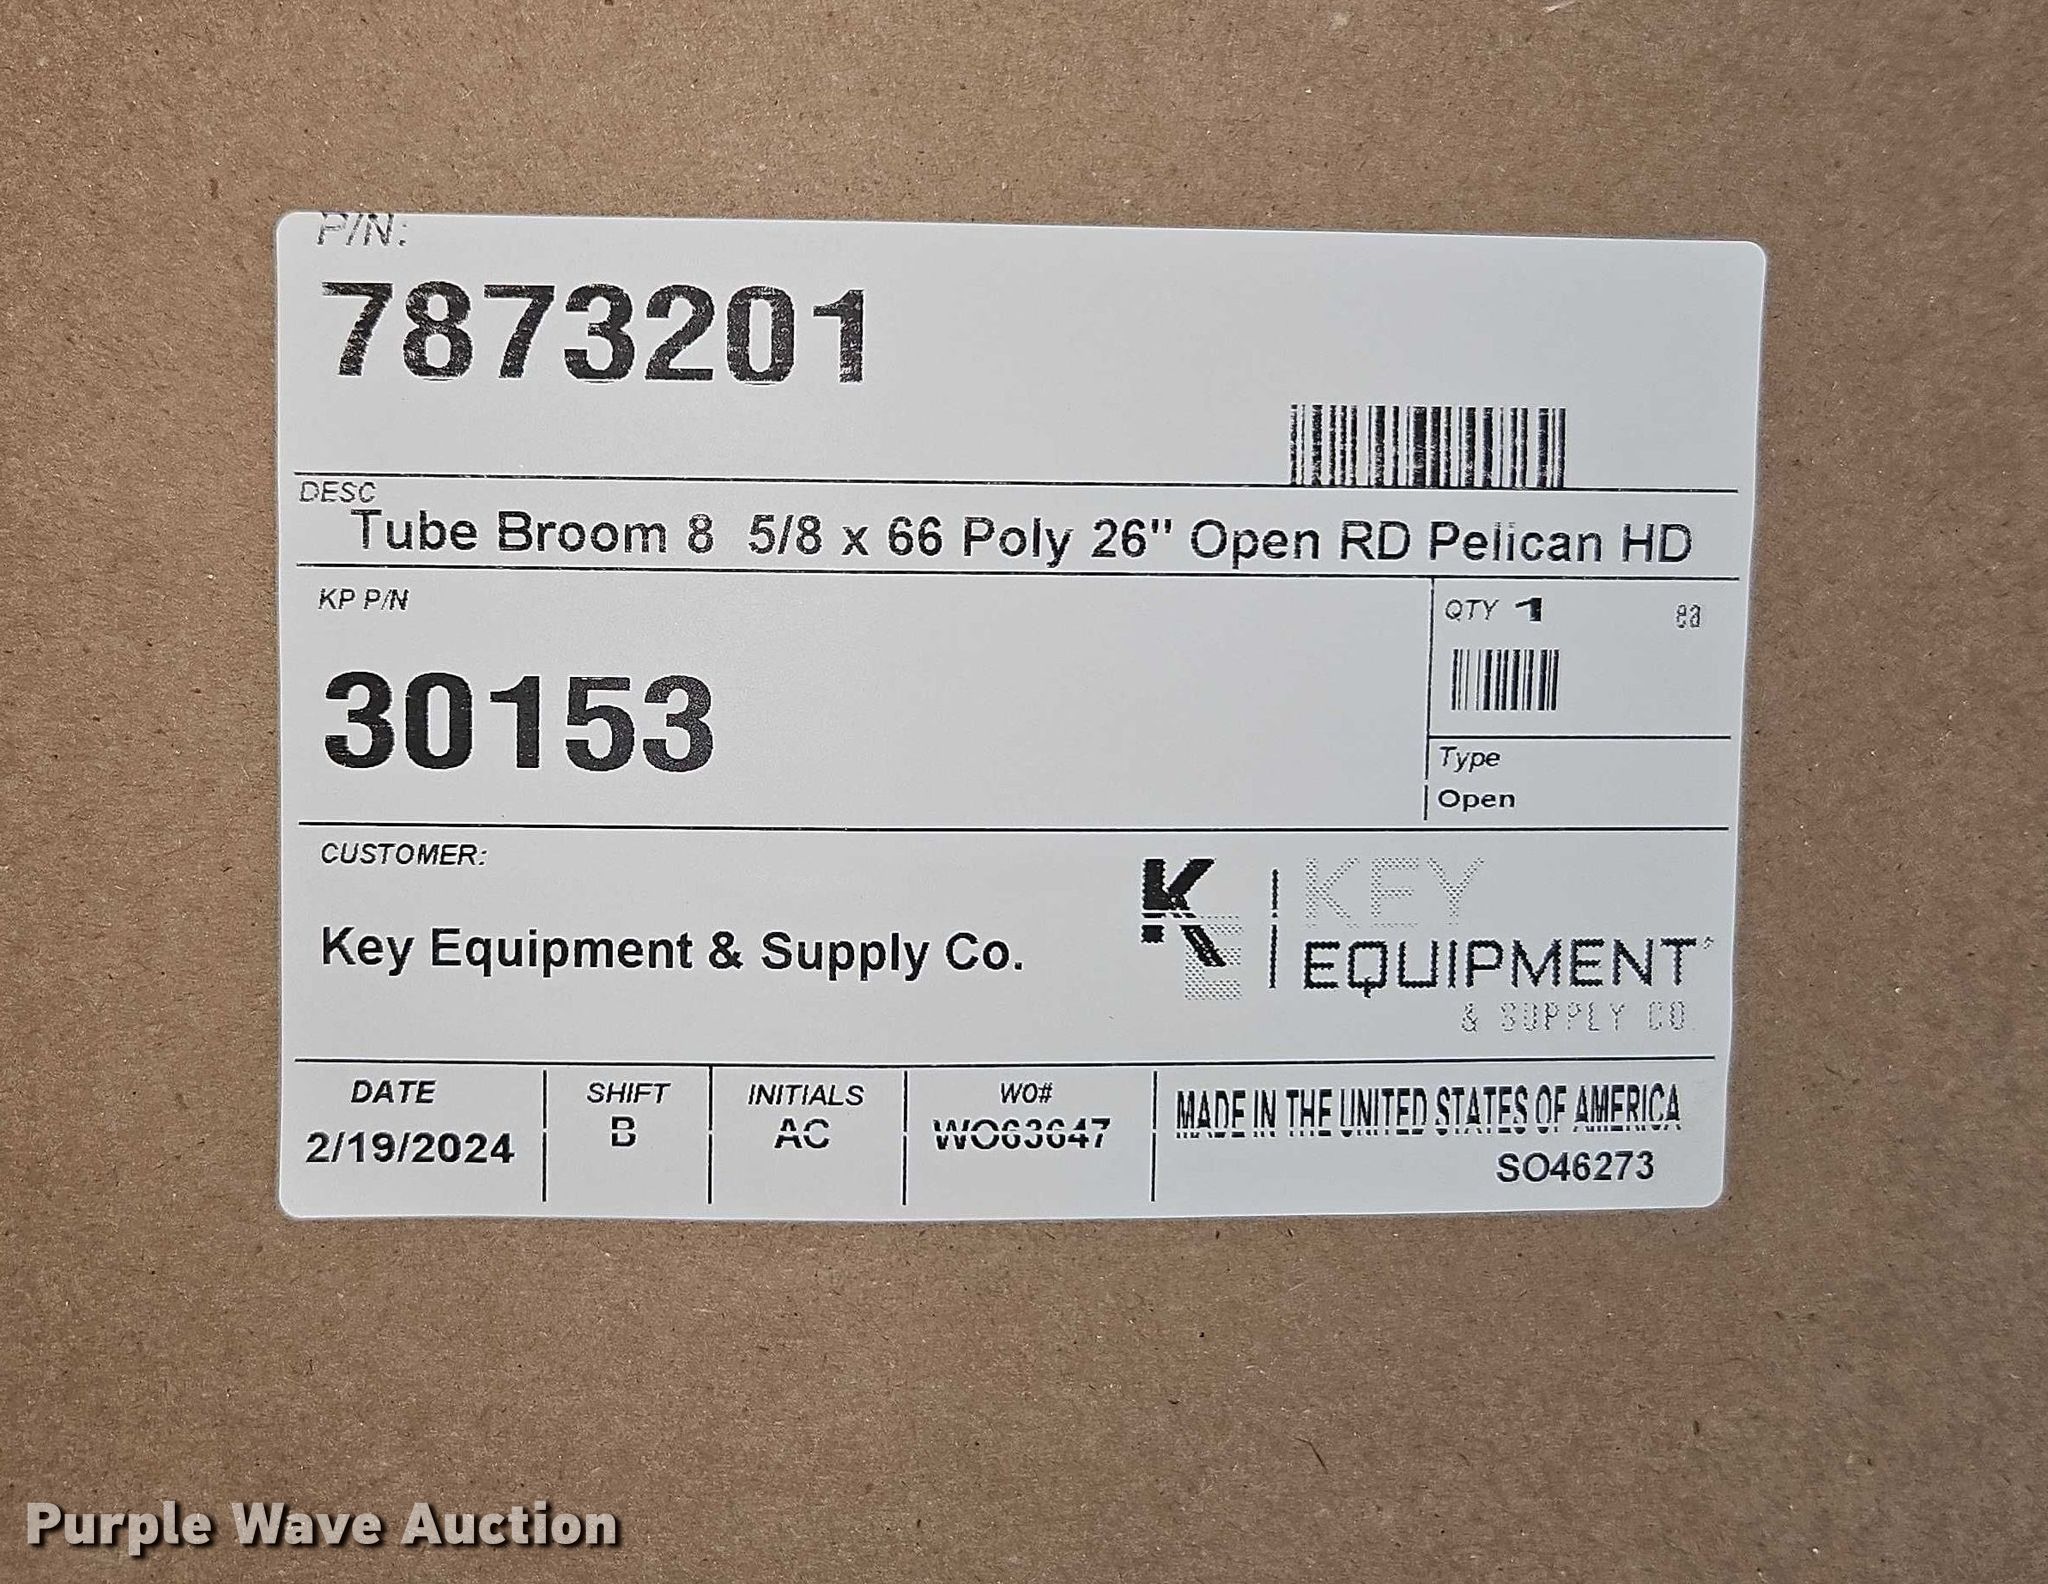 P/N:
7873201
DESC
Tube Broom 8 5/8 x 66 Poly 26" Open RD Pelican HD
KP P/N
30153
QTY 1 ea
Type
Open
CUSTOMER:
Key Equipment & Supply Co.
KE KEY
EQUIPMENT
& SUPPLY CO.
DATE SHIFT INITIALS WO#
2/19/2024 B AC WO63647
MADE IN THE UNITED STATES OF AMERICA
SO46273
Purple Wave Auction